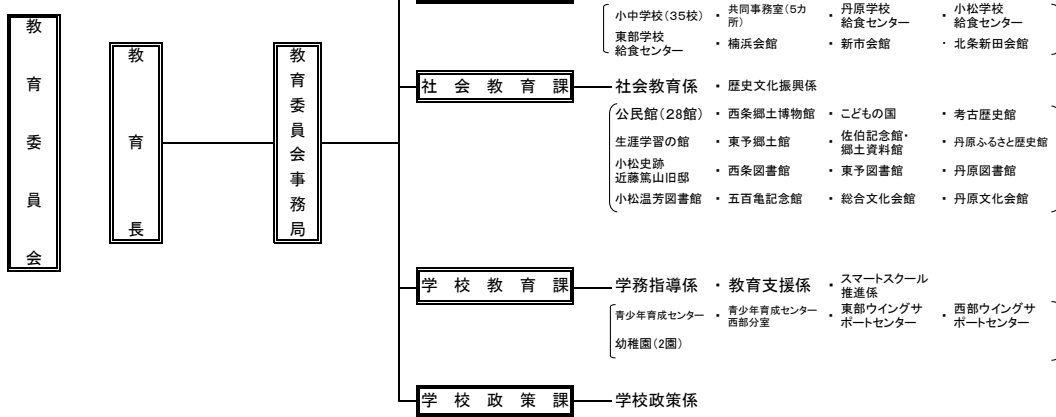 教育委員会
教育長
教育委員会事務局
小中学校（35校） ・ 共同事務室（5カ所） ・ 丹原学校給食センター ・ 小松学校給食センター
東部学校給食センター ・ 楠浜会館 ・ 新市会館 ・ 北条新田会館
社会教育課 社会教育係 ・ 歴史文化振興係
公民館（28館） ・ 西条郷土博物館 ・ こどもの国 ・ 考古歴史館
生涯学習の館 ・ 東予郷土館 ・ 佐伯記念館・郷土資料館 ・ 丹原ふるさと歴史館
小松史跡近藤篤山旧邸 ・ 西条図書館 ・ 東予図書館 ・ 丹原図書館
小松温芳図書館 ・ 五百亀記念館 ・ 総合文化会館 ・ 丹原文化会館
学校教育課 学務指導係 ・ 教育支援係 ・ スマートスクール推進係
青少年育成センター ・ 青少年育成センター西部分室 ・ 東部ウイングサポートセンター ・ 西部ウイングサポートセンター
幼稚園（2園）
学校政策課 学校政策係